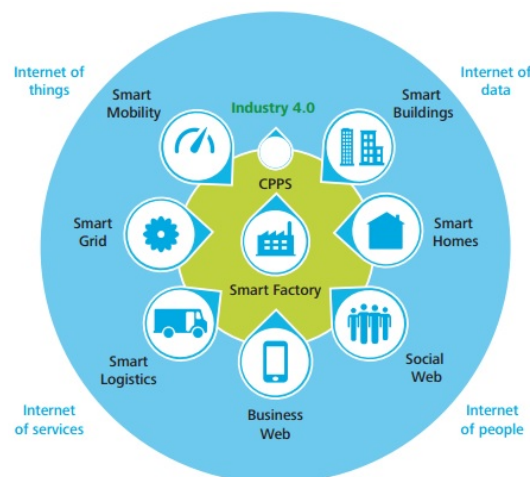 Internet of
things
Internet of
data
Smart
Mobility
Industry 4.0
Smart
Buildings
CPPS
Smart
Grid
Smart
Homes
Smart Factory
Smart
Logistics
Social
Web
Business
Web
Internet
of services
Internet
of people